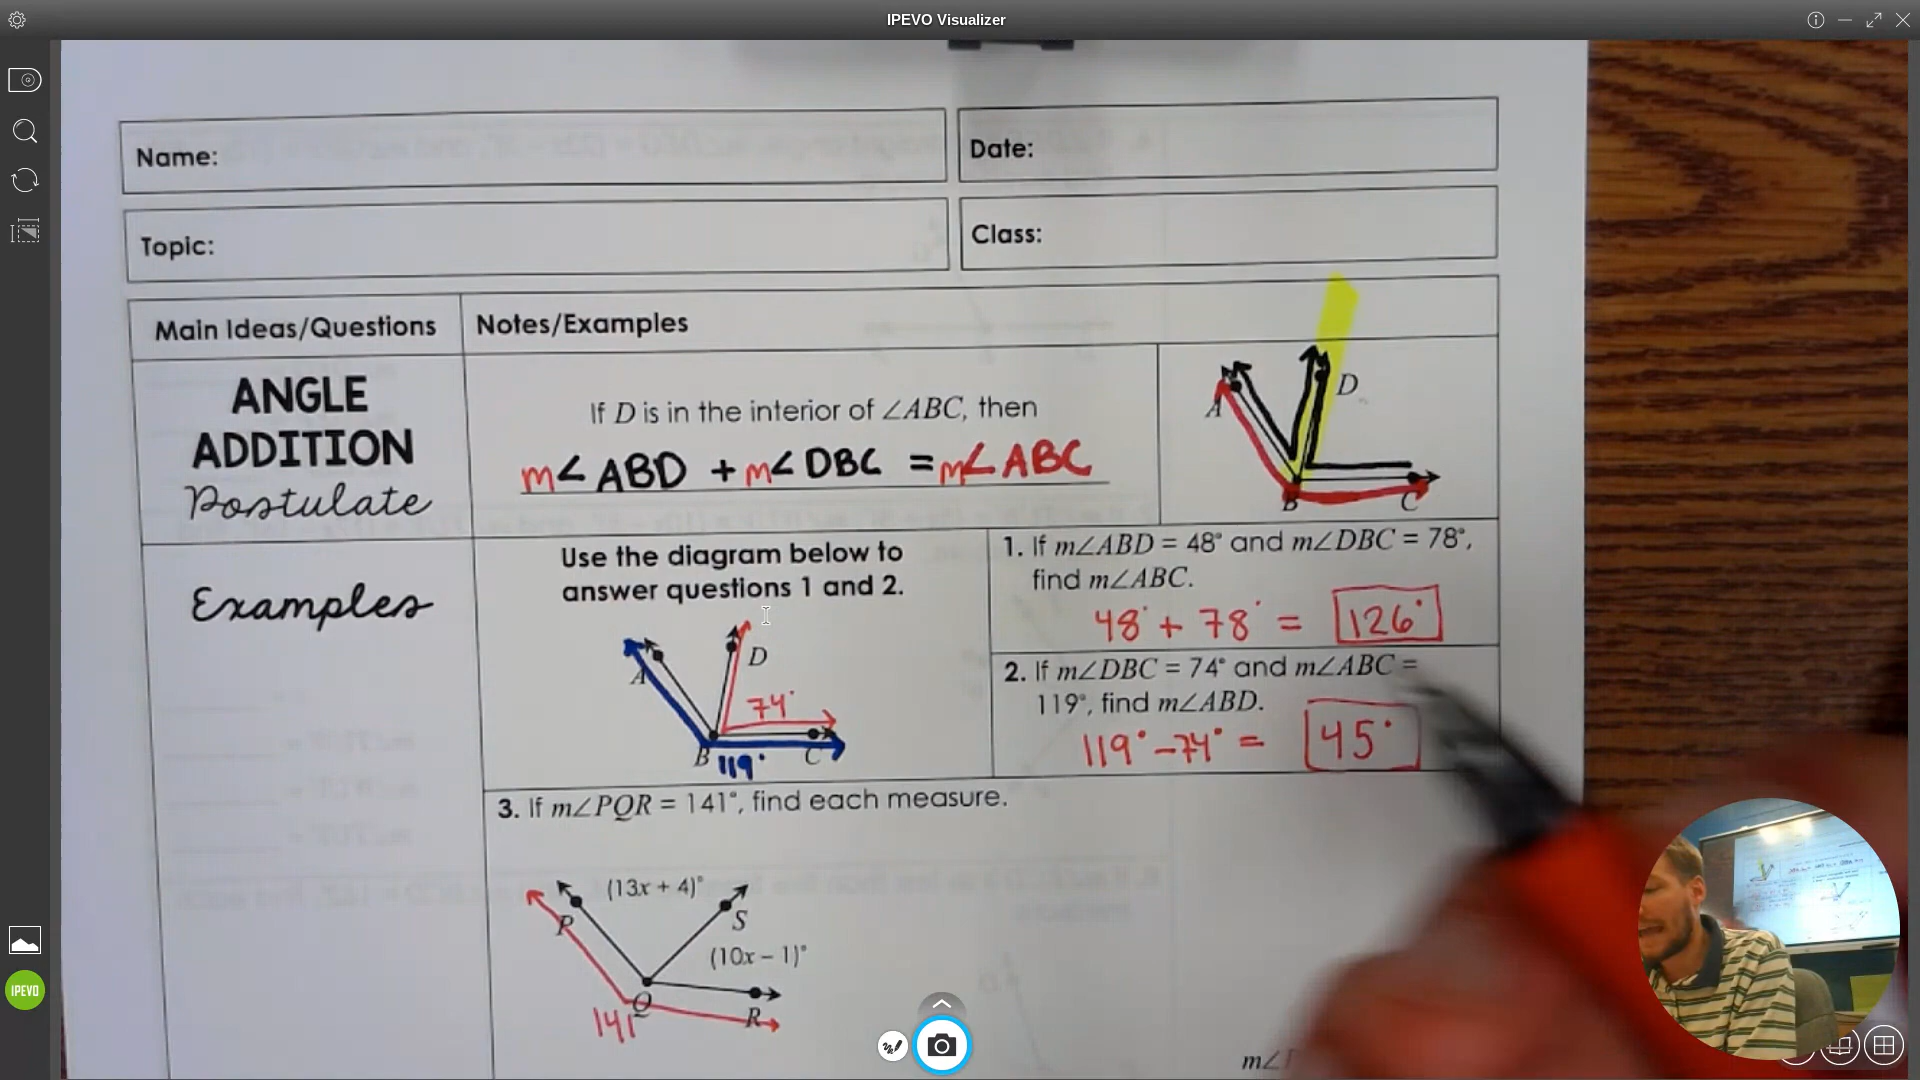 IPEVO Visualizer
Name:
Date:
Topic:
Class:
Main Ideas/Questions
Notes/Examples
ANGLE
ADDITION
Postulate
If D is in the interior of ∠ABC, then
m∠ABD + m∠DBC = m∠ABC
A
D
B
C
Examples
Use the diagram below to
answer questions 1 and 2.
A
D
74°
B
C
119°
1. If m∠ABD = 48° and m∠DBC = 78°,
find m∠ABC.
48° + 78° = 126°
2. If m∠DBC = 74° and m∠ABC =
119°, find m∠ABD.
119° - 74° = 45°
3. If m∠PQR = 141°, find each measure.
(13x + 4)°
P
S
(10x – 1)°
Q
R
141
m∠
IPEVO